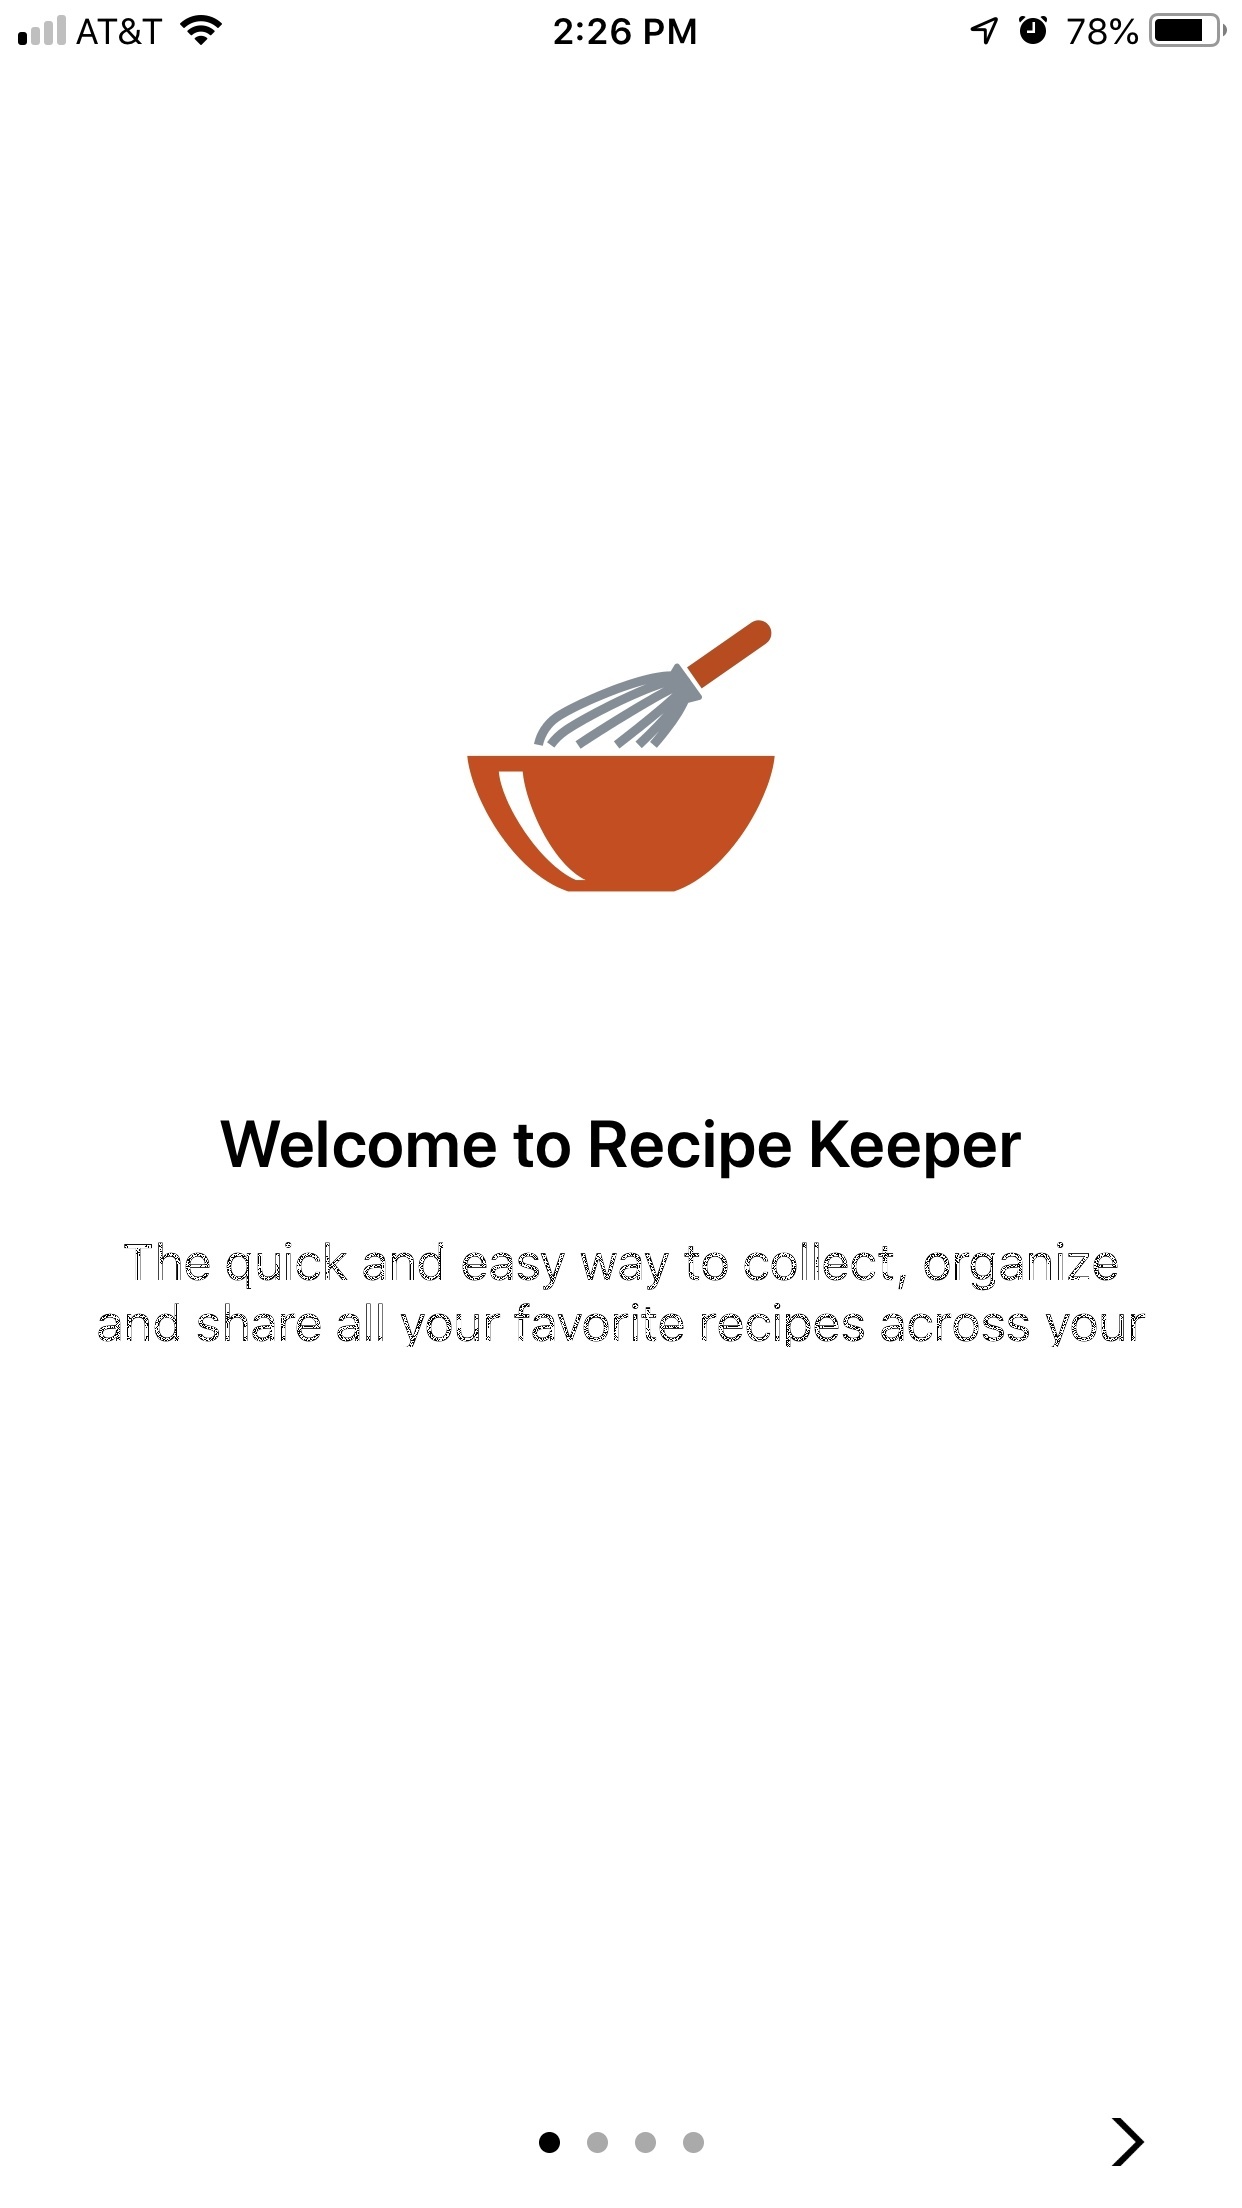 AT&T 2:26 PM 78%
Welcome to Recipe Keeper
The quick and easy way to collect, organize
and share all your favorite recipes across your